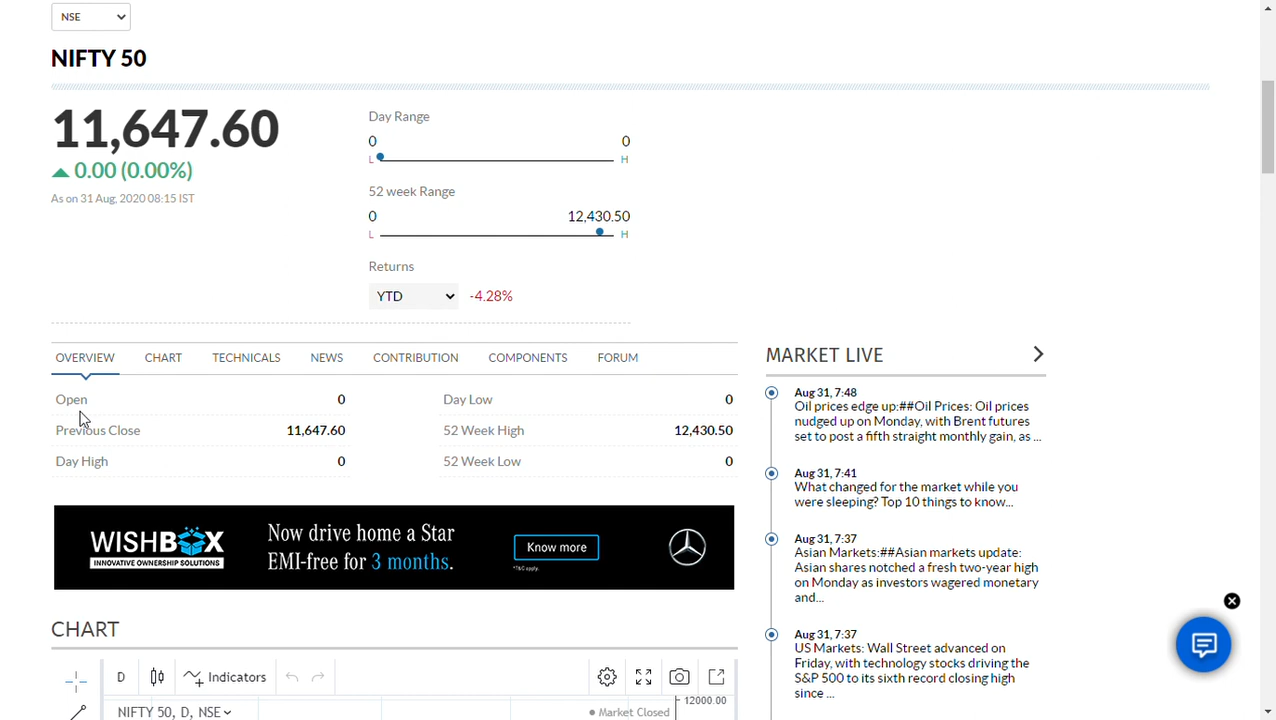 NSE
NIFTY 50
11,647.60
0.00 (0.00%)
As on 31 Aug, 2020 08:15 IST
Day Range
0 0
L H
52 week Range
0 12,430.50
L H
Returns
YTD -4.28%
OVERVIEW CHART TECHNICALS NEWS CONTRIBUTION COMPONENTS FORUM
Open 0 Day Low 0
Previous Close 11,647.60 52 Week High 12,430.50
Day High 0 52 Week Low 0
WISHBOX
INNOVATIVE OWNERSHIP SOLUTIONS
Now drive home a Star
EMI-free for 3 months.
Know more
*T&C apply.
CHART
D Indicators
NIFTY 50, D, NSE
Market Closed
12000.00
MARKET LIVE
Aug 31, 7:48
Oil prices edge up:##Oil Prices: Oil prices
nudged up on Monday, with Brent futures
set to post a fifth straight monthly gain, as ...
Aug 31, 7:41
What changed for the market while you
were sleeping? Top 10 things to know...
Aug 31, 7:37
Asian Markets:##Asian markets update:
Asian shares notched a fresh two-year high
on Monday as investors wagered monetary
and...
Aug 31, 7:37
US Markets: Wall Street advanced on
Friday, with technology stocks driving the
S&P 500 to its sixth record closing high
since ...